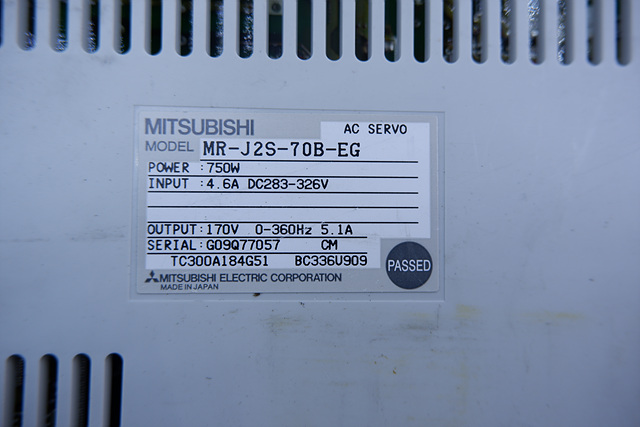 MITSUBISHI AC SERVO
MODEL MR-J2S-70B-EG
POWER :750W
INPUT :4.6A DC283-326V
OUTPUT:170V 0-360Hz 5.1A
SERIAL:G09Q77057 CM
TC300A184G51 BC336U909
PASSED
MITSUBISHI ELECTRIC CORPORATION
MADE IN JAPAN